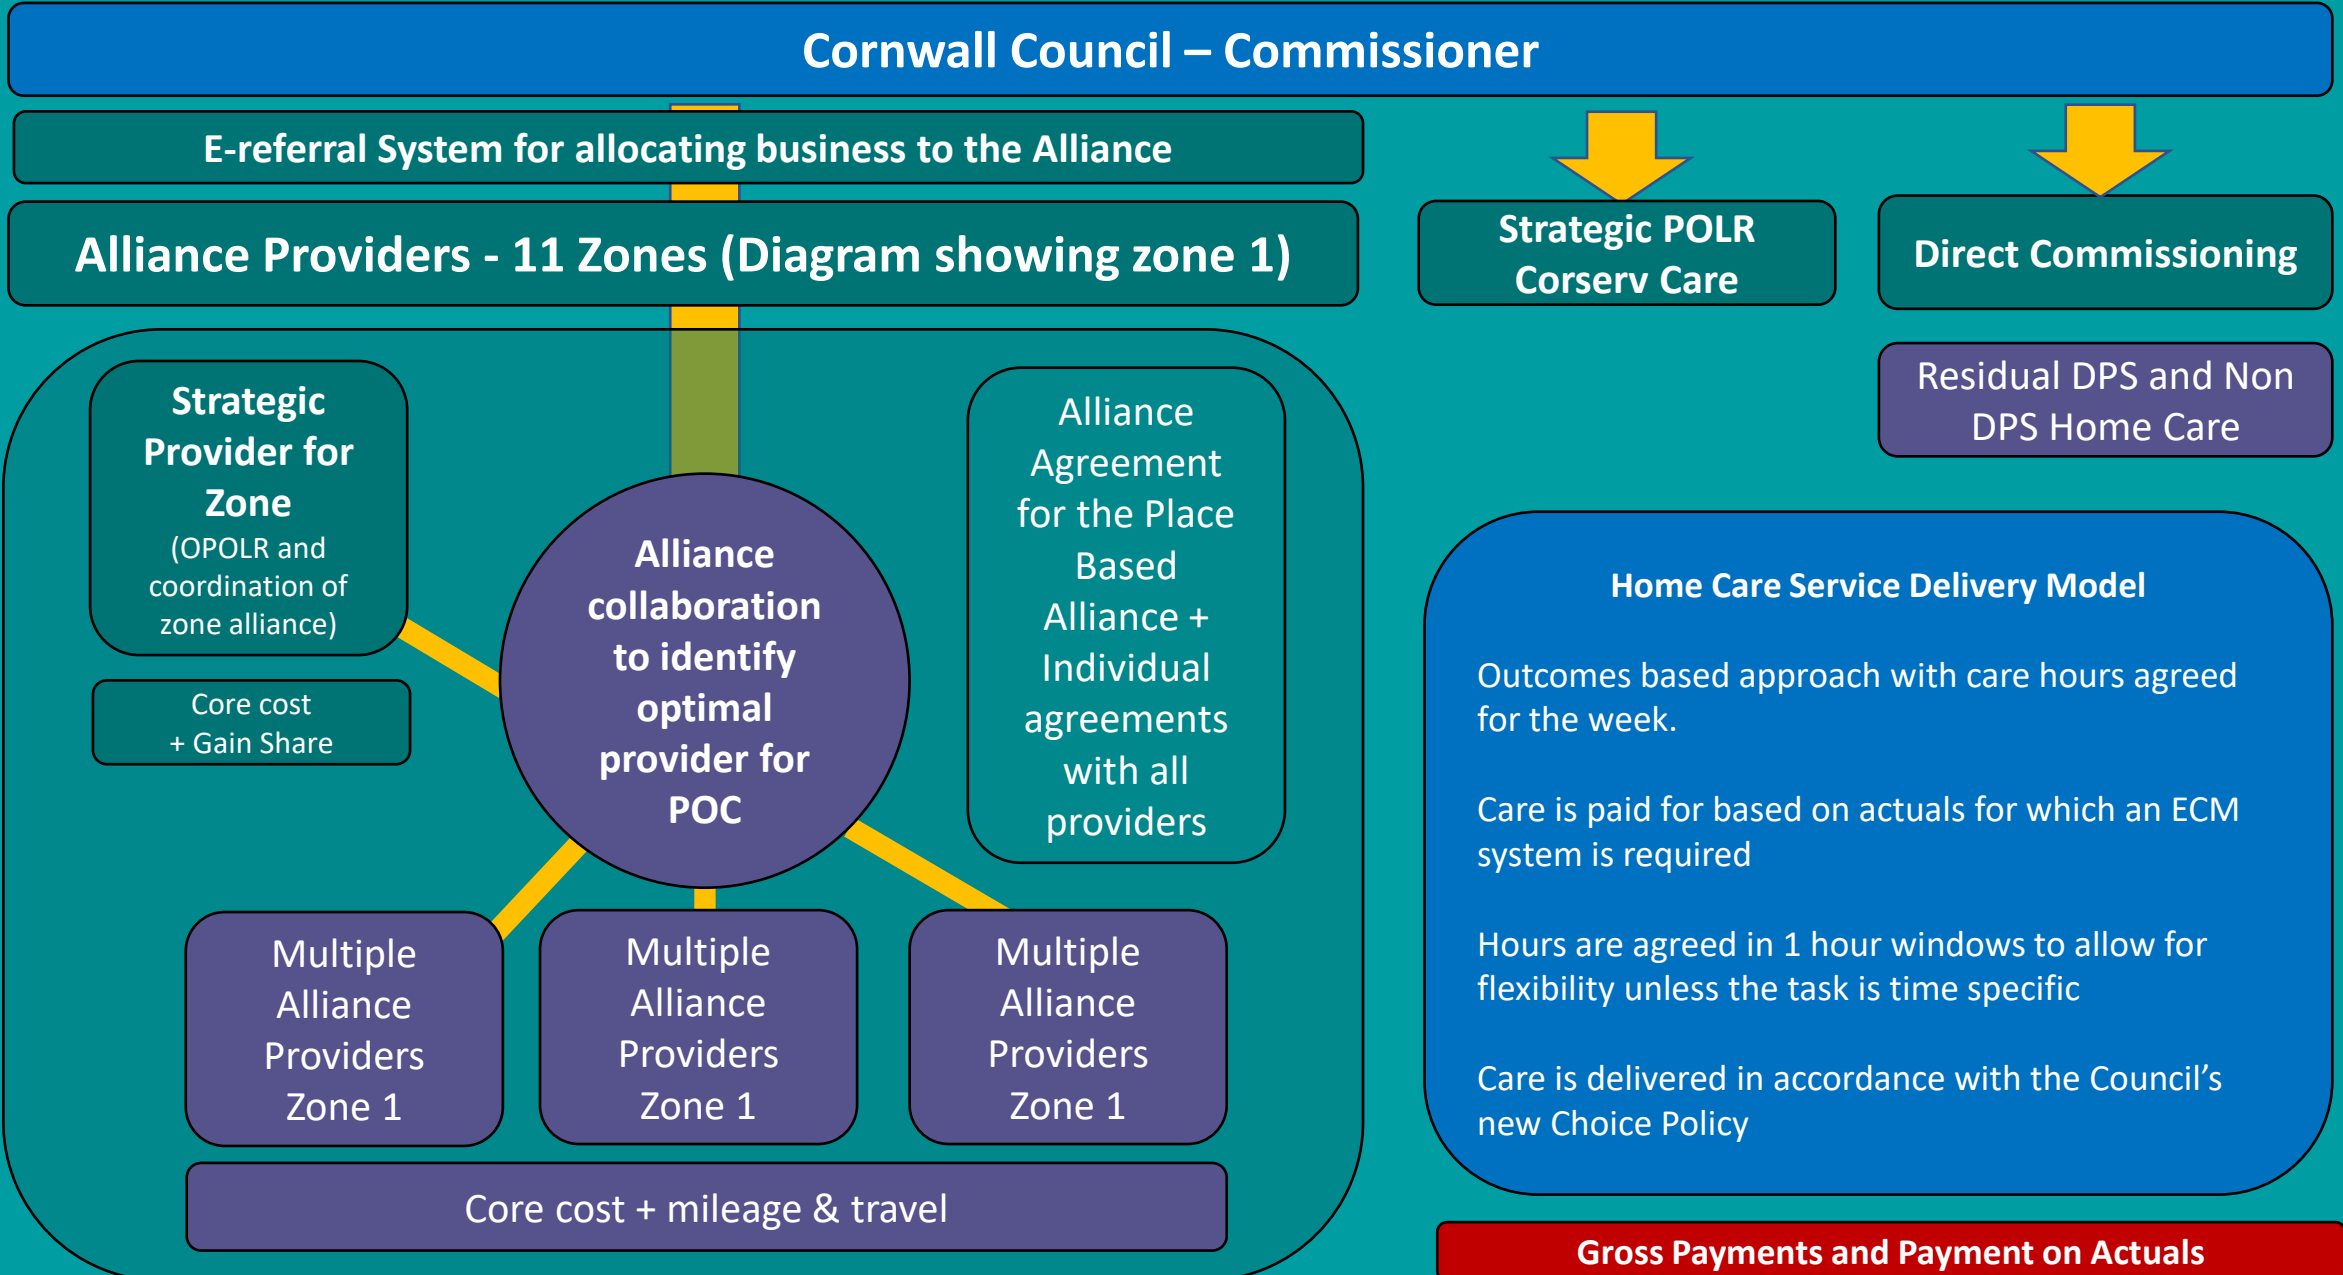 Cornwall Council – Commissioner
E-referral System for allocating business to the Alliance
Alliance Providers - 11 Zones (Diagram showing zone 1)
Strategic POLR
Corserv Care
Direct Commissioning
Residual DPS and Non
DPS Home Care
Strategic
Provider for
Zone
(OPOLR and
coordination of
zone alliance)
Core cost
+ Gain Share
Alliance
collaboration
to identify
optimal
provider for
POC
Alliance
Agreement
for the Place
Based
Alliance +
Individual
agreements
with all
providers
Multiple
Alliance
Providers
Zone 1
Multiple
Alliance
Providers
Zone 1
Multiple
Alliance
Providers
Zone 1
Core cost + mileage & travel
Home Care Service Delivery Model
Outcomes based approach with care hours agreed
for the week.
Care is paid for based on actuals for which an ECM
system is required
Hours are agreed in 1 hour windows to allow for
flexibility unless the task is time specific
Care is delivered in accordance with the Council’s
new Choice Policy
Gross Payments and Payment on Actuals